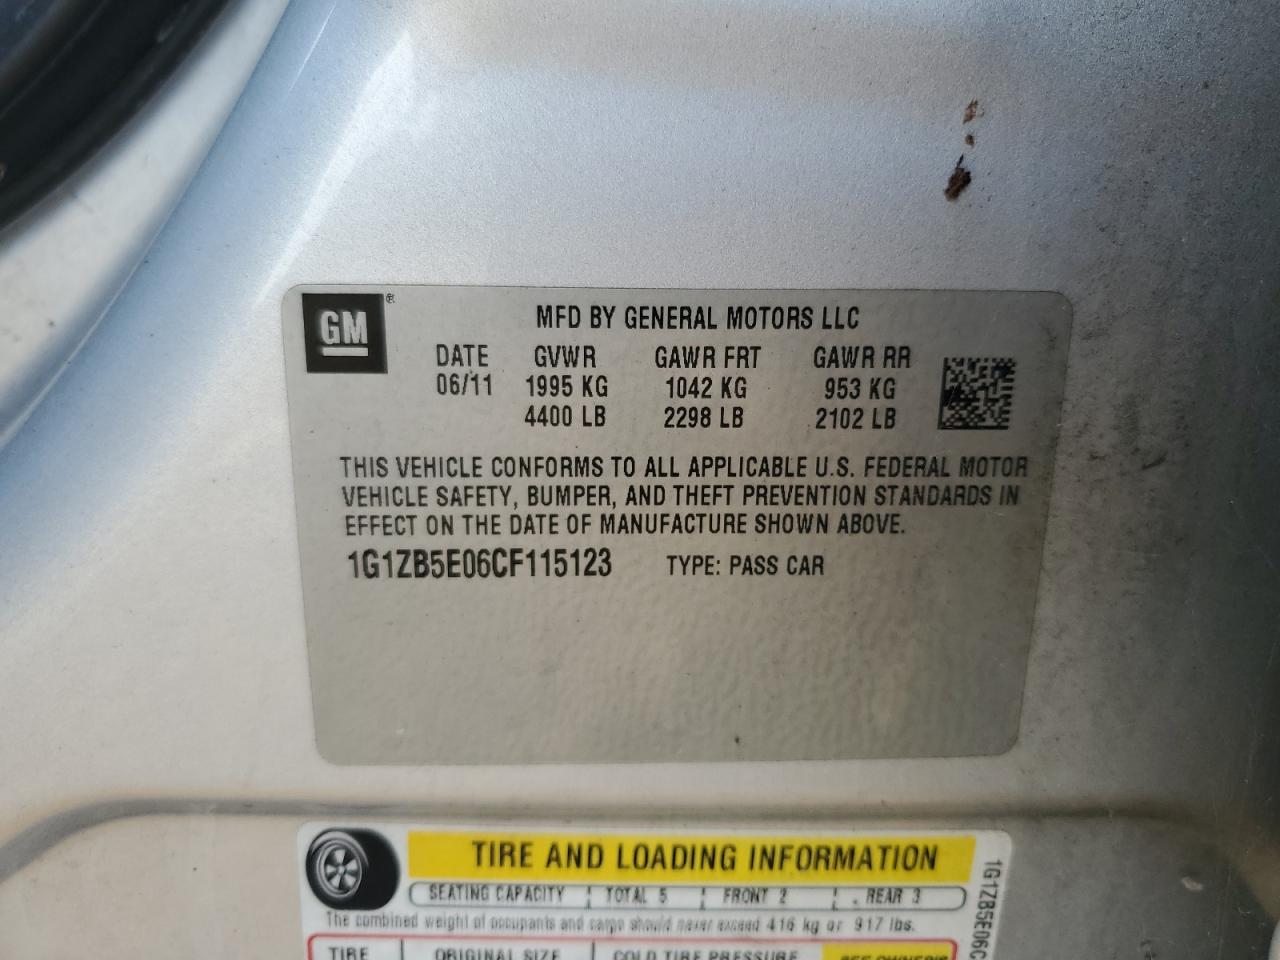 GM ®
MFD BY GENERAL MOTORS LLC
DATE GVWR GAWR FRT GAWR RR
06/11 1995 KG 1042 KG 953 KG
4400 LB 2298 LB 2102 LB
THIS VEHICLE CONFORMS TO ALL APPLICABLE U.S. FEDERAL MOTOR
VEHICLE SAFETY, BUMPER, AND THEFT PREVENTION STANDARDS IN
EFFECT ON THE DATE OF MANUFACTURE SHOWN ABOVE.
1G1ZB5E06CF115123 TYPE: PASS CAR
TIRE AND LOADING INFORMATION
SEATING CAPACITY TOTAL 5 FRONT 2 REAR 3
The combined weight of occupants and cargo should never exceed 416 kg or 917 lbs.
TIRE ORIGINAL SIZE COLD TIRE PRESSURE SEE OWNER'S
1G1ZB5E06C